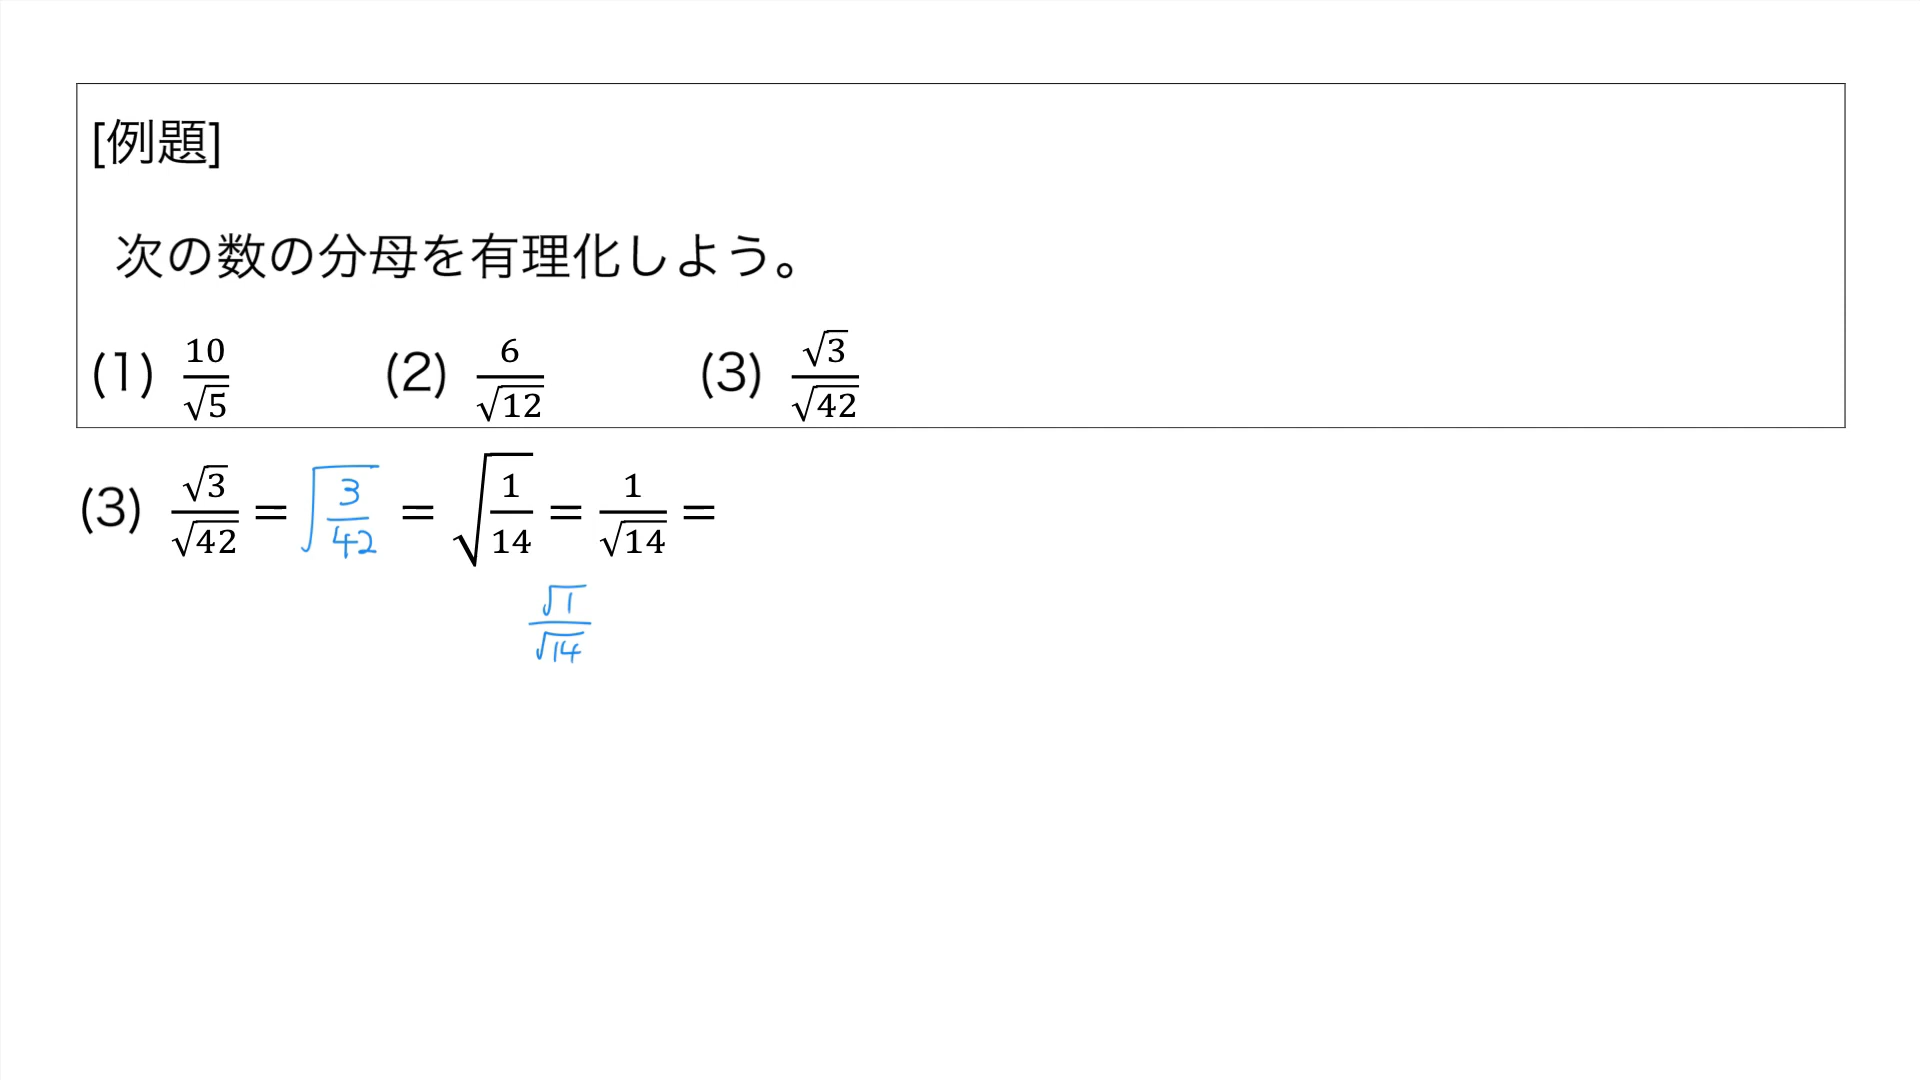 [例題]
次の数の分母を有理化しよう。
(1) 10/√5 (2) 6/√12 (3) √3/√42
(3) √3/√42 = √(3/42) = √(1/14) = 1/√14 =
√1/√14